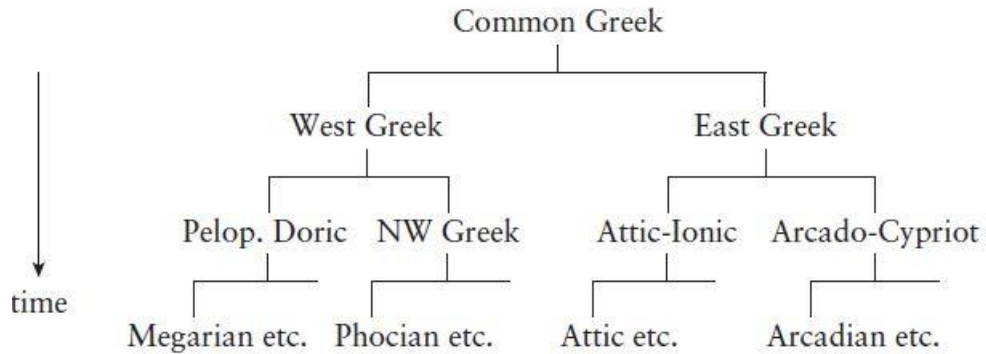 Common Greek
West Greek East Greek
Pelop. Doric NW Greek Attic-Ionic Arcado-Cypriot
time
Megarian etc. Phocian etc. Attic etc. Arcadian etc.